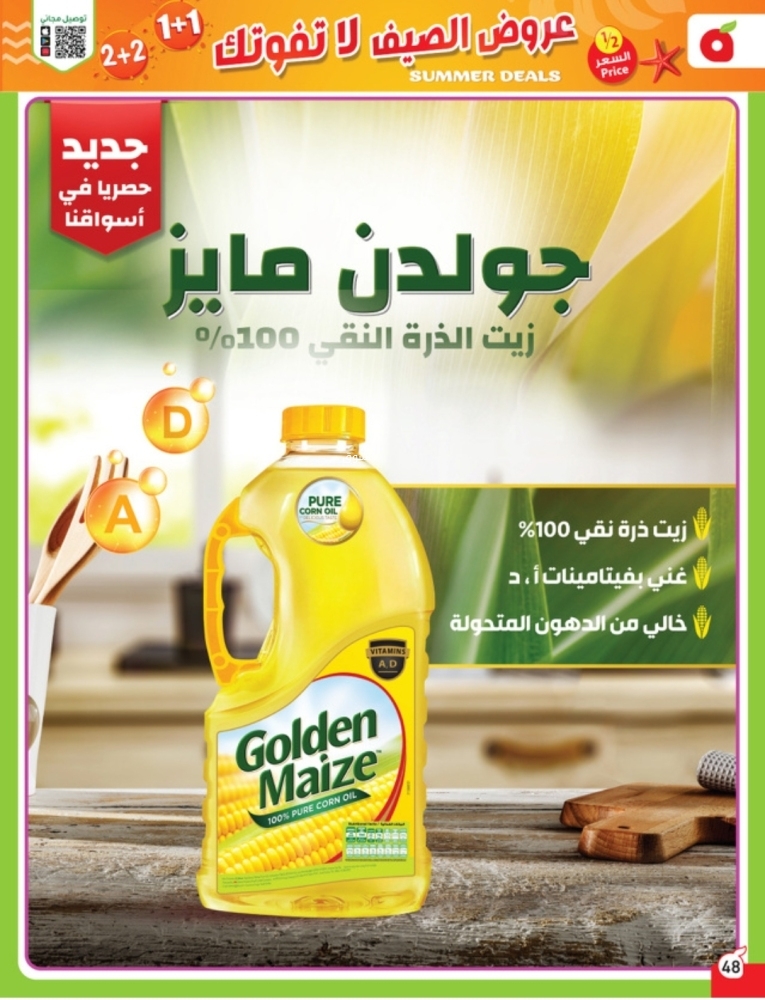 توصيل مجاني
2+2
1+1
عروض الصيف لا تفوتك
SUMMER DEALS
1/2
السعر
Price
جديد
حصريا في
أسواقنا
جولدن مايز
زيت الذرة النقي 100%
D
A
PURE
CORN OIL
زيت ذرة نقي 100%
غني بفيتامينات أ ، د
خالي من الدهون المتحولة
VITAMINS
A, D
Golden
Maize™
100% PURE CORN OIL
48